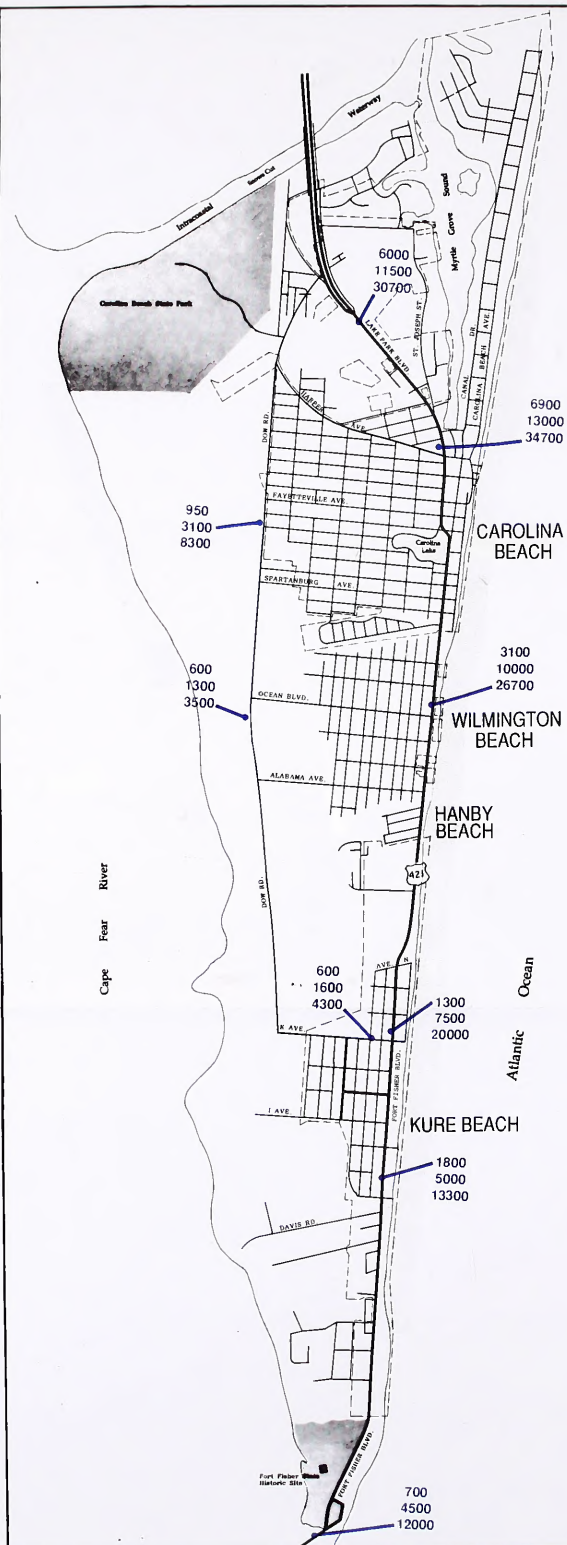 Waterway
Snows Cut
Intracoastal
Myrtle Grove Sound
Carolina Beach State Park
6000
11500
30700
LAKE PARK BLVD.
ST. JOSEPH ST.
CANAL DR.
CAROLINA BEACH AVE.
HARPER AVE.
DOW RD.
6900
13000
34700
FAYETTEVILLE AVE.
950
3100
8300
Carolina
Lake
CAROLINA
BEACH
SPARTANBURG AVE.
600
1300
3500
OCEAN BLVD.
3100
10000
26700
WILMINGTON
BEACH
ALABAMA AVE.
HANBY
BEACH
421
Cape Fear River
DOW RD.
AVE. N
600
1600
4300
1300
7500
20000
Atlantic Ocean
K AVE.
FORT FISHER BLVD.
I AVE.
KURE BEACH
1800
5000
13300
DAVIS RD
Fort Fisher State
Historic Site
FORT FISHER BLVD.
700
4500
12000